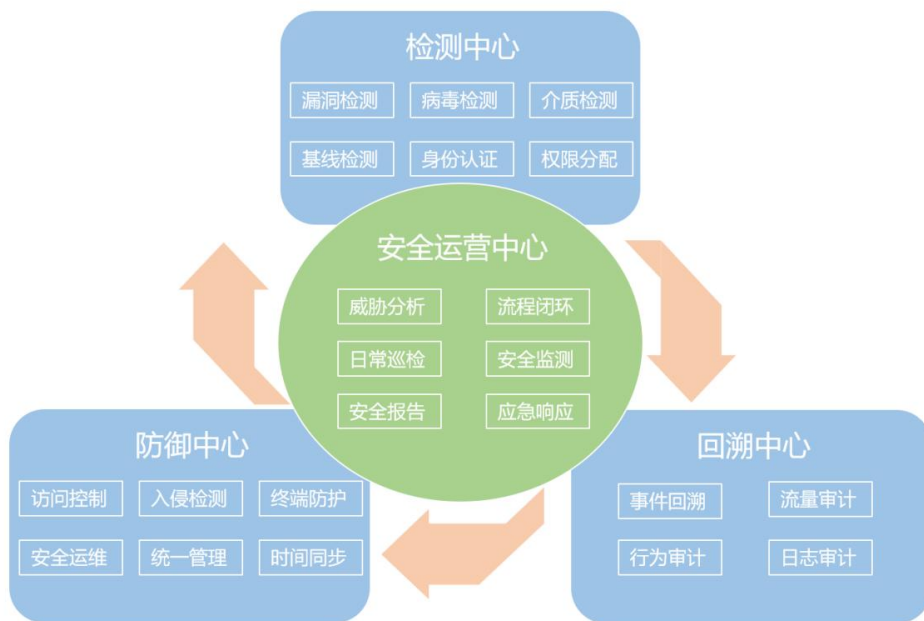 检测中心
漏洞检测 病毒检测 介质检测
基线检测 身份认证 权限分配
安全运营中心
威胁分析 流程闭环
日常巡检 安全监测
安全报告 应急响应
防御中心
访问控制 入侵检测 终端防护
安全运维 统一管理 时间同步
回溯中心
事件回溯 流量审计
行为审计 日志审计